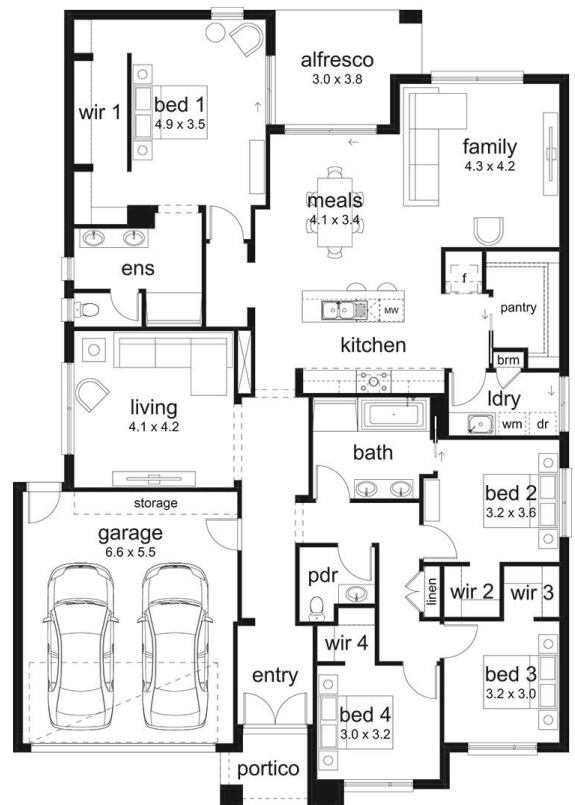 alfresco
3.0 x 3.8
wir 1
bed 1
4.9 x 3.5
family
4.3 x 4.2
meals
4.1 x 3.4
ens
f
pantry
MW
kitchen
brm
living
4.1 x 4.2
ldry
wm
dr
bath
bed 2
3.2 x 3.6
storage
garage
6.6 x 5.5
pdr
linen
wir 2
wir 3
wir 4
entry
bed 3
3.2 x 3.0
bed 4
3.0 x 3.2
portico